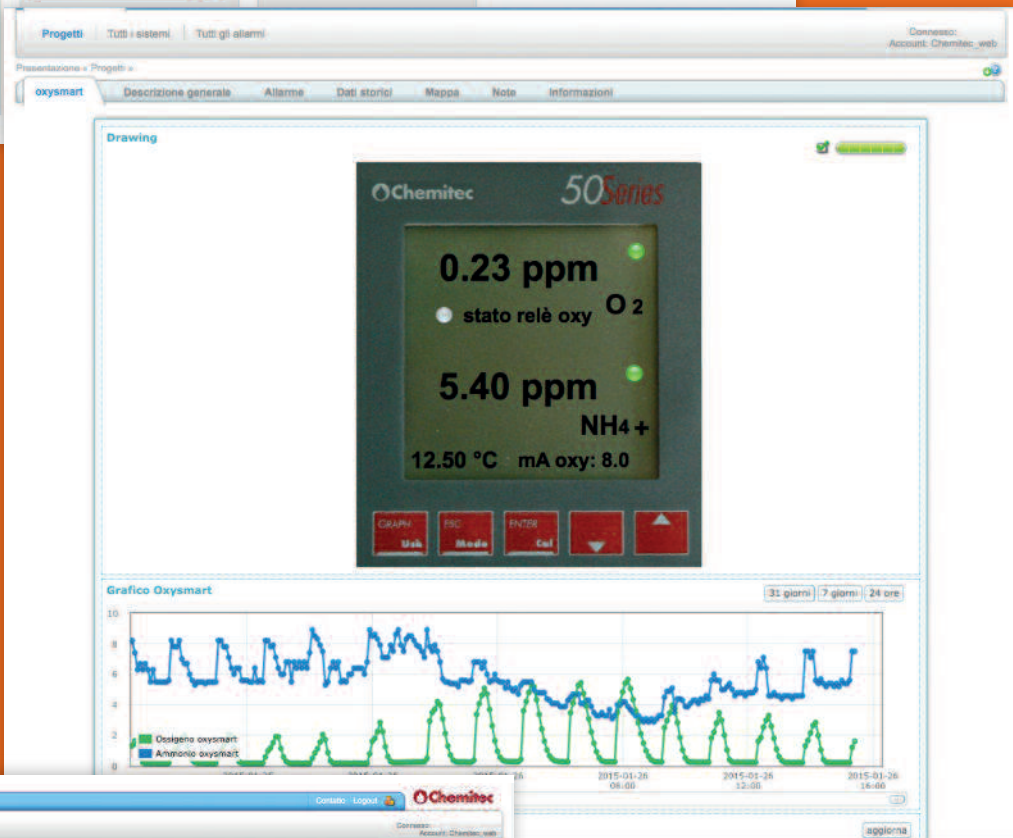 Progetti Tutti i sistemi Tutti gli allarmi
Connesso:
Account: Chemitec_web
Presentazione » Progetti »
oxysmart Descrizione generale Allarme Dati storici Mappa Note Informazioni
Drawing
Chemitec 50Series
0.23 ppm
stato relè oxy O 2
5.40 ppm
NH4 +
12.50 °C mA oxy: 8.0
GRAPH ESC ENTER
Usb Mode Cal
Grafico Oxysmart
31 giorni 7 giorni 24 ore
10
8
6
4
2
0
Ossigeno oxysmart
Ammonio oxysmart
2015-01-26
08:00
2015-01-26
12:00
2015-01-26
16:00
Contatto Logout Chemitec
Connesso:
Account: Chemitec_web
aggiorna